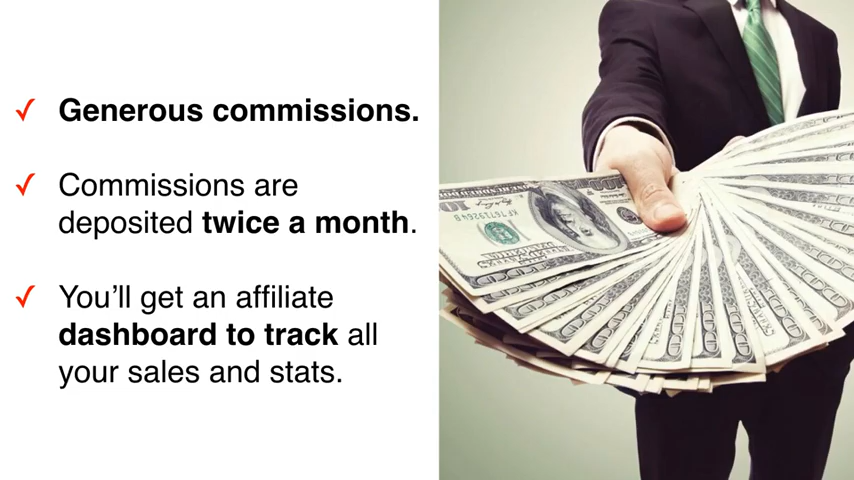 ✓ Generous commissions.
✓ Commissions are
deposited twice a month.
✓ You’ll get an affiliate
dashboard to track all
your sales and stats.